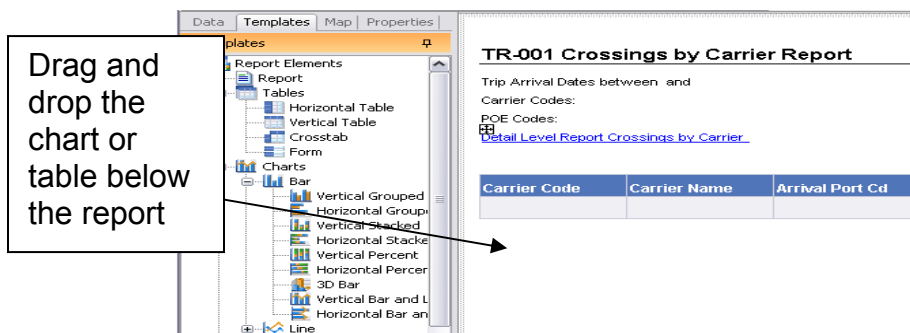 Data Templates Map Properties
plates
Drag and
drop the
chart or
table below
the report
Report Elements
Report
Tables
Horizontal Table
Vertical Table
Crosstab
Form
Charts
Bar
Vertical Grouped
Horizontal Group
Vertical Stacked
Horizontal Stacke
Vertical Percent
Horizontal Percer
3D Bar
Vertical Bar and L
Horizontal Bar an
Line
TR-001 Crossings by Carrier Report
Trip Arrival Dates between and
Carrier Codes:
POE Codes:
Detail Level Report Crossings by Carrier
Carrier Code Carrier Name Arrival Port Cd